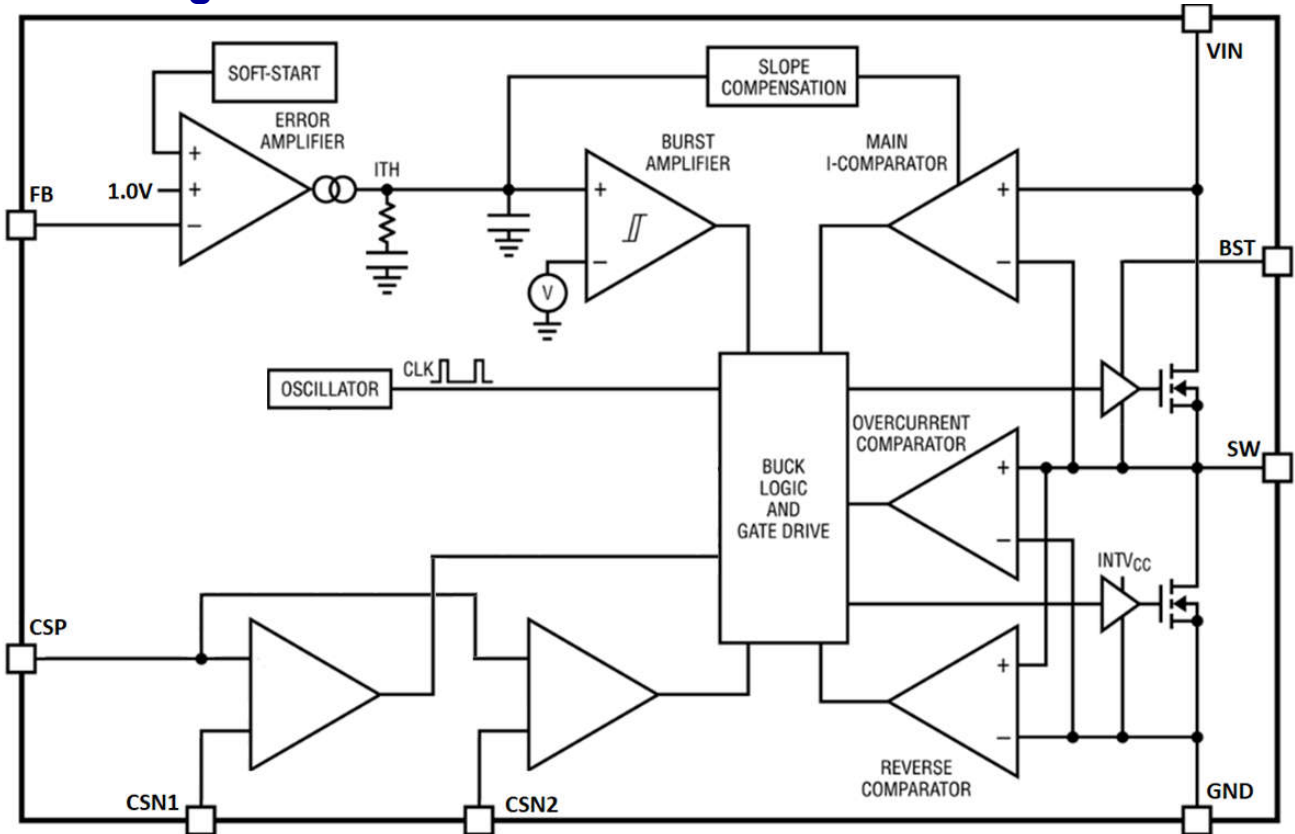 VIN
SOFT-START
SLOPE
COMPENSATION
ERROR
AMPLIFIER
BURST
AMPLIFIER
MAIN
I-COMPARATOR
+
ITH
FB
1.0V
+
+
+
−
BST
−
−
V
CLK
OSCILLATOR
OVERCURRENT
COMPARATOR
SW
+
BUCK
LOGIC
AND
GATE DRIVE
−
INTVCC
CSP
+
−
REVERSE
COMPARATOR
CSN1
CSN2
GND